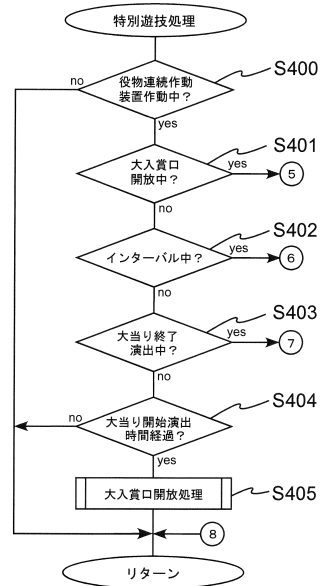 特別遊技処理
S400
no
役物連続作動
装置作動中？
yes
S401
大入賞口
開放中？
yes
5
no
S402
インターバル中？
yes
6
no
S403
大当り終了
演出中？
yes
7
no
S404
no
大当り開始演出
時間経過？
yes
大入賞口開放処理
S405
8
リターン